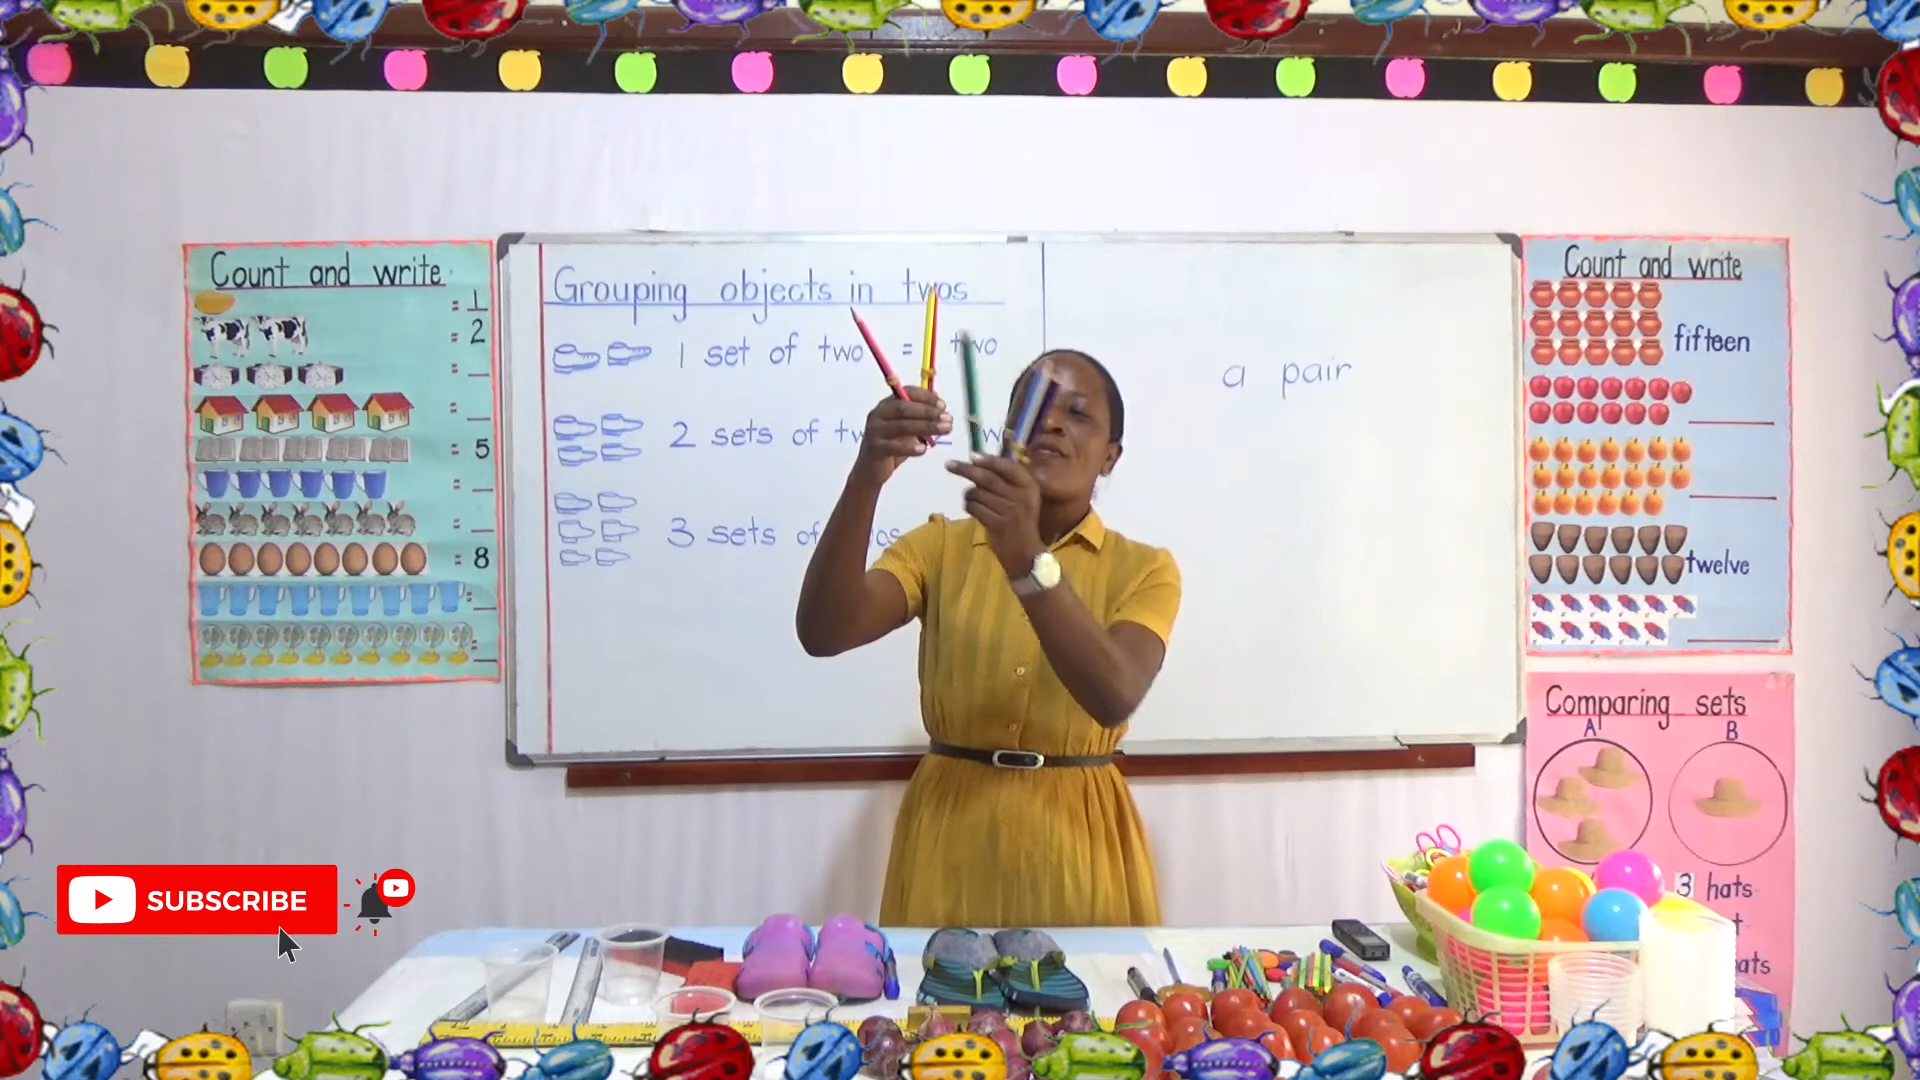 Count and write
= 1
= 2
= _
= _
= 5
= _
= _
= 8
= _
= _
Grouping objects in twos
1 set of two = two
2 sets of
3 sets of
a pair
Count and write
fifteen
twelve
Comparing sets
A B
3 hats
SUBSCRIBE